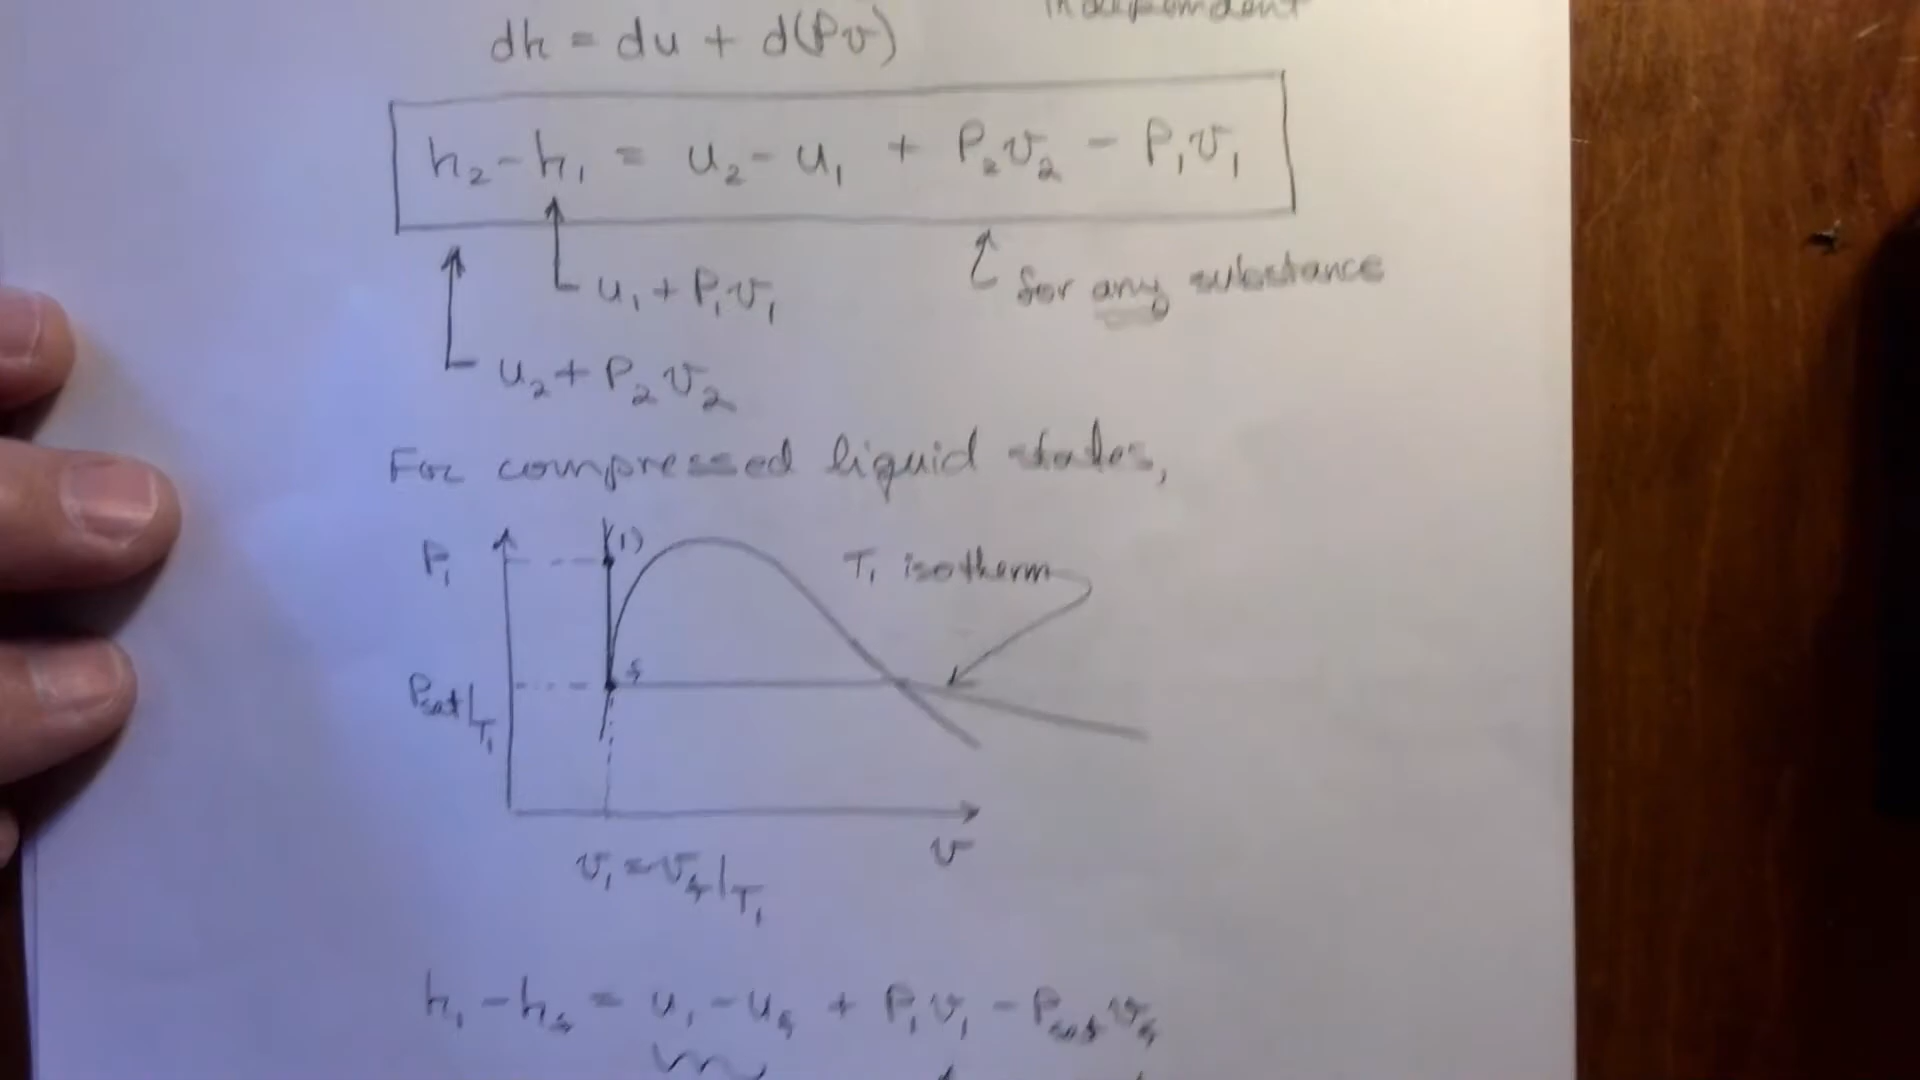 independent
dh = du + d(Pv)
h₂ - h₁ = u₂ - u₁ + P₂v₂ - P₁v₁
u₁ + P₁v₁
for any substance
u₂ + P₂v₂
For compressed liquid states,
P₁
(1)
T₁ isotherm
f
Psat|T₁
v
v₁ = vf|T₁
h₁ - hf = u₁ - uf + P₁v₁ - Psat vf